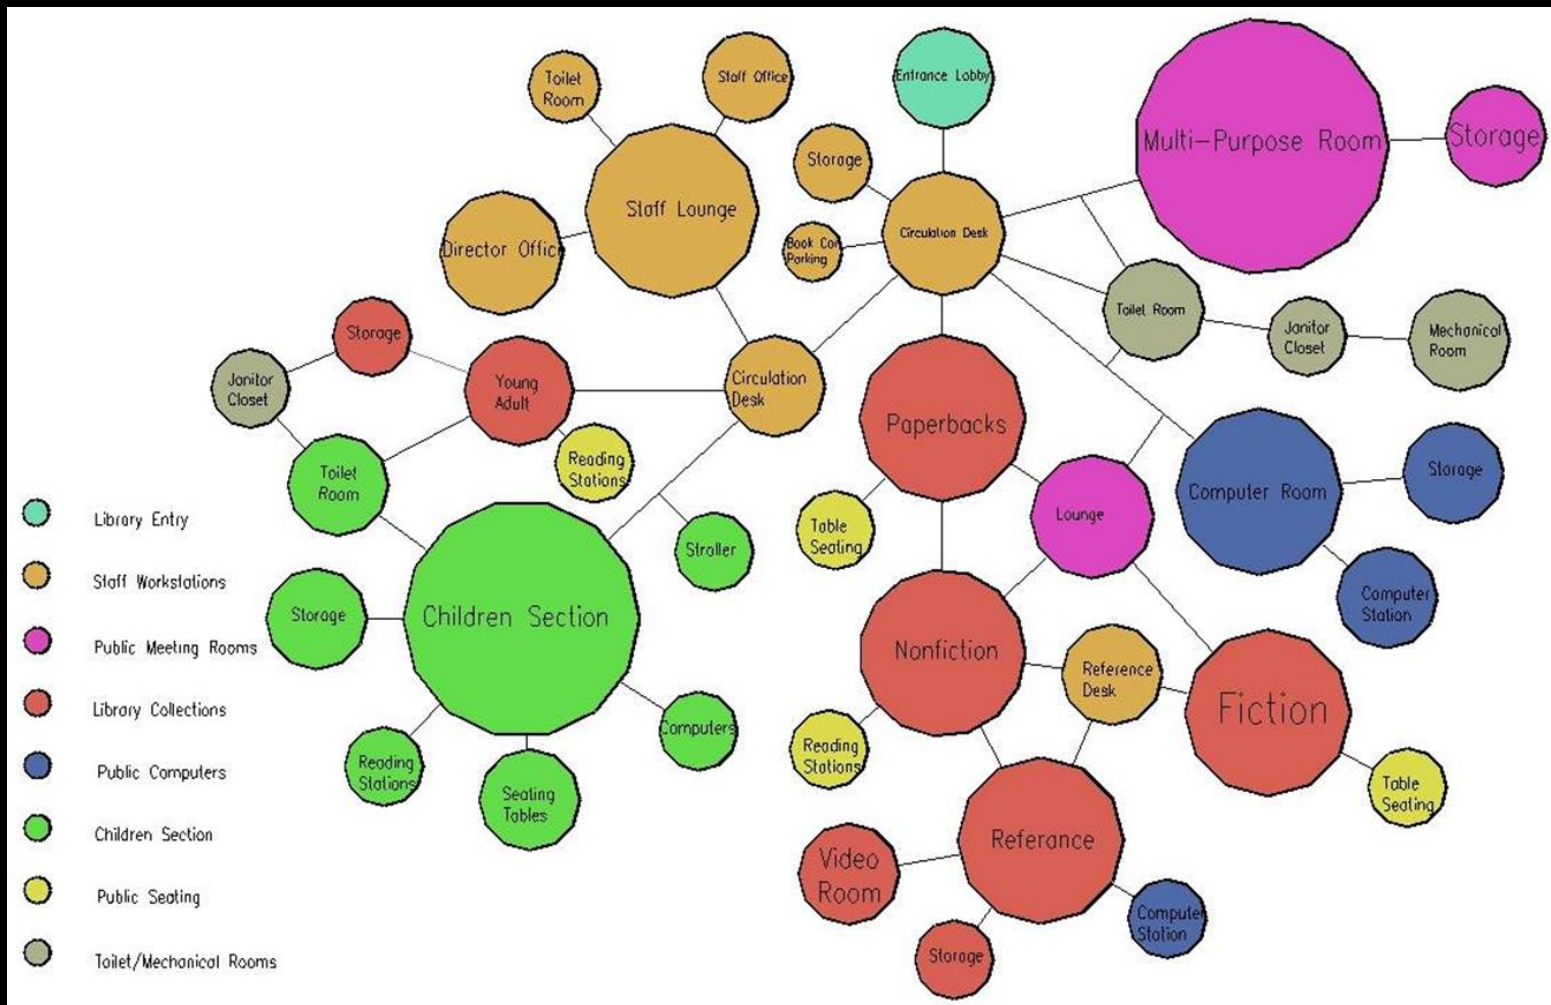 Toilet
Room
Staff Office
Entrance Lobby
Multi-Purpose Room
Storage
Storage
Staff Lounge
Director Offic
Circulation Desk
Book Car
Parking
Toilet Room
Janitor
Closet
Mechanical
Room
Storage
Janitor
Closet
Young
Adult
Circulation
Desk
Paperbacks
Reading
Stations
Toilet
Room
Storage
Computer Room
Lounge
Table
Seating
Stroller
Computer
Station
Storage
Children Section
Nonfiction
Reference
Desk
Fiction
Computers
Reading
Stations
Reading
Stations
Seating
Tables
Table
Seating
Referance
Video
Room
Computer
Station
Storage
Library Entry
Staff Workstations
Public Meeting Rooms
Library Collections
Public Computers
Children Section
Public Seating
Toilet/Mechanical Rooms